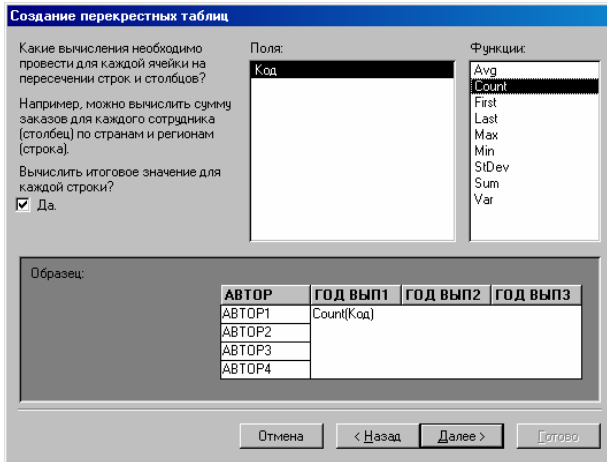 Создание перекрестных таблиц
Какие вычисления необходимо
провести для каждой ячейки на
пересечении строк и столбцов?
Например, можно вычислить сумму
заказов для каждого сотрудника
(столбец) по странам и регионам
(строка).
Вычислить итоговое значение для
каждой строки?
Да.
Поля:
Код
Функции:
Avg
Count
First
Last
Max
Min
StDev
Sum
Var
Образец:
АВТОР ГОД ВЫП1 ГОД ВЫП2 ГОД ВЫП3
АВТОР1 Count(Код)
АВТОР2
АВТОР3
АВТОР4
Отмена < Назад Далее > Готово